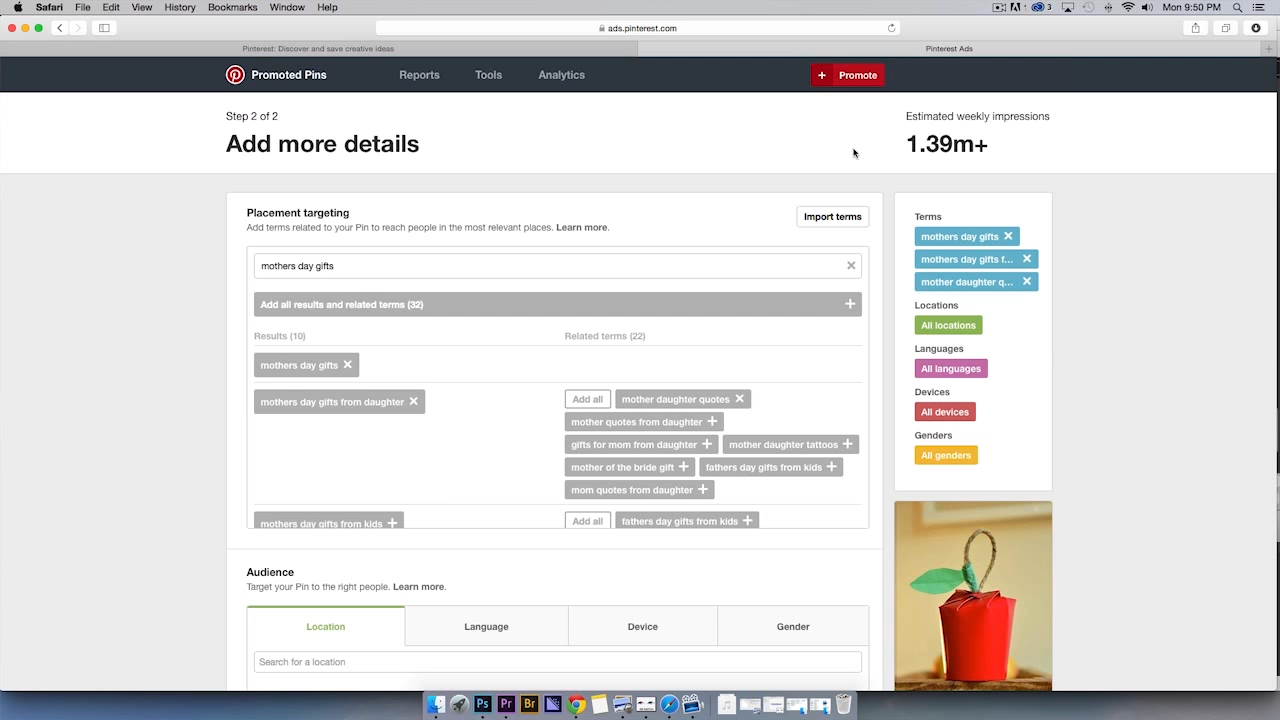 Safari File Edit View History Bookmarks Window Help 1 3 Mon 9:50 PM
ads.pinterest.com
Pinterest: Discover and save creative ideas Pinterest Ads
Promoted Pins Reports Tools Analytics + Promote
Step 2 of 2 Estimated weekly impressions
Add more details 1.39m+
Placement targeting
Add terms related to your Pin to reach people in the most relevant places. Learn more.
Import terms
mothers day gifts
Add all results and related terms (32)
Results (10) Related terms (22)
mothers day gifts
mothers day gifts from daughter
Add all mother daughter quotes
mother quotes from daughter
gifts for mom from daughter mother daughter tattoos
mother of the bride gift fathers day gifts from kids
mom quotes from daughter
mothers day gifts from kids Add all fathers day gifts from kids
Audience
Target your Pin to the right people. Learn more.
Location Language Device Gender
Search for a location
Terms
mothers day gifts
mothers day gifts f...
mother daughter q...
Locations
All locations
Languages
All languages
Devices
All devices
Genders
All genders
Ps Pr Br